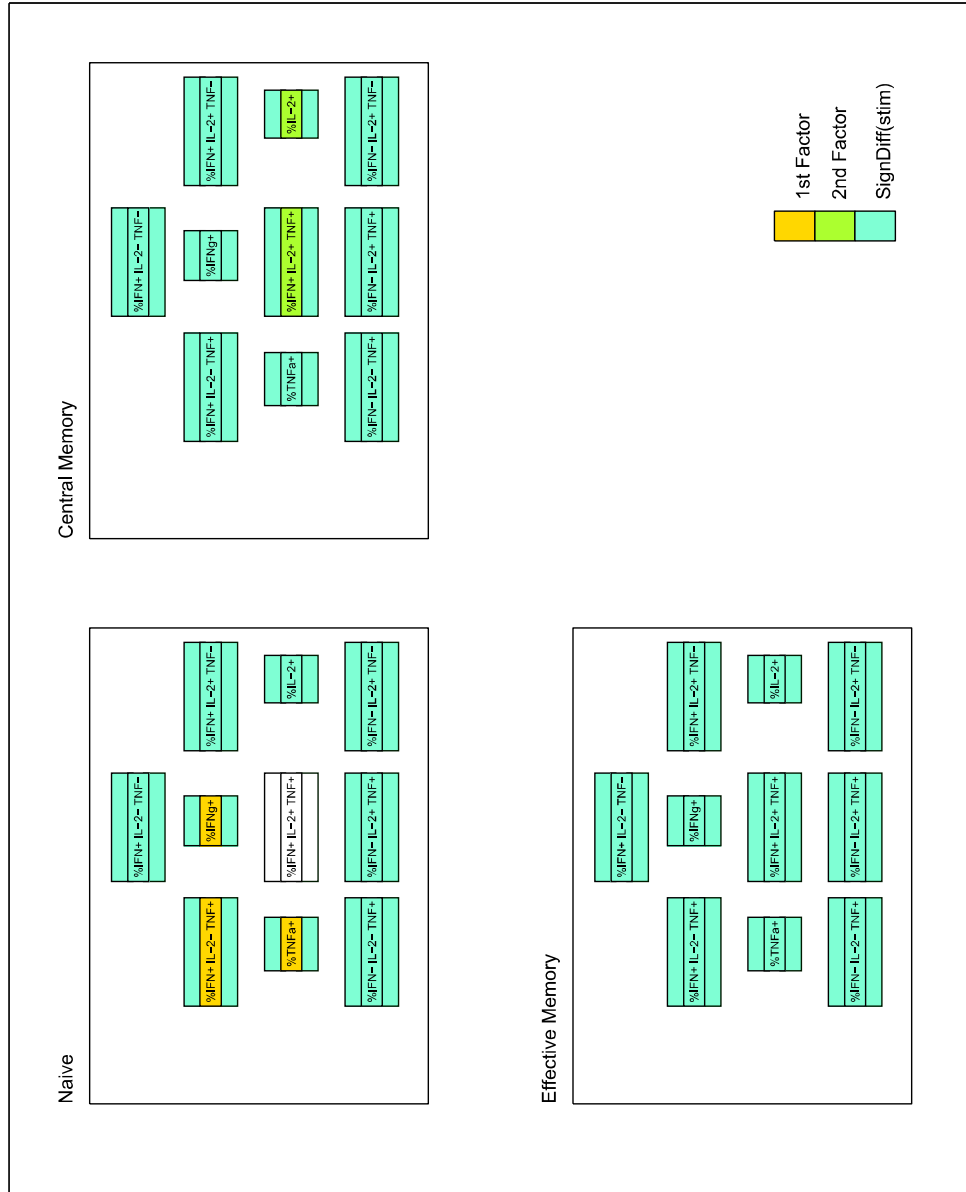 Naive
%IFN+ IL-2- TNF-
%IFN+ IL-2- TNF+
%IFNg+
%IFN+ IL-2+ TNF-
%TNFa+
%IFN+ IL-2+ TNF+
%IL-2+
%IFN- IL-2- TNF+
%IFN- IL-2+ TNF+
%IFN- IL-2+ TNF-
Central Memory
%IFN+ IL-2- TNF-
%IFN+ IL-2- TNF+
%IFNg+
%IFN+ IL-2+ TNF-
%TNFa+
%IFN+ IL-2+ TNF+
%IL-2+
%IFN- IL-2- TNF+
%IFN- IL-2+ TNF+
%IFN- IL-2+ TNF-
Effective Memory
%IFN+ IL-2- TNF-
%IFN+ IL-2- TNF+
%IFNg+
%IFN+ IL-2+ TNF-
%TNFa+
%IFN+ IL-2+ TNF+
%IL-2+
%IFN- IL-2- TNF+
%IFN- IL-2+ TNF+
%IFN- IL-2+ TNF-
1st Factor
2nd Factor
SignDiff(stim)